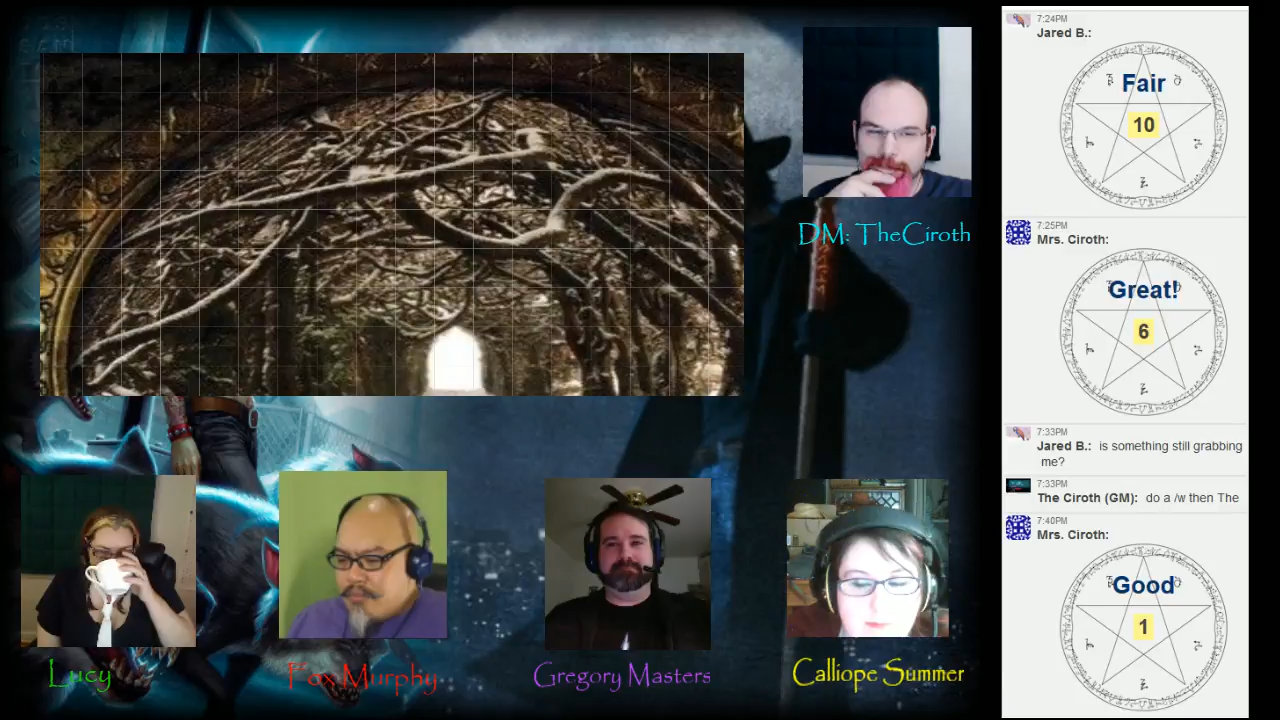 DM: TheCiroth
Lucy
Fox Murphy
Gregory Masters
Calliope Summer
7:24PM
Jared B.:
Fair
10
7:25PM
Mrs. Ciroth:
Great!
6
7:33PM
Jared B.: is something still grabbing
me?
7:33PM
The Ciroth (GM): do a /w then The
7:40PM
Mrs. Ciroth:
Good
1